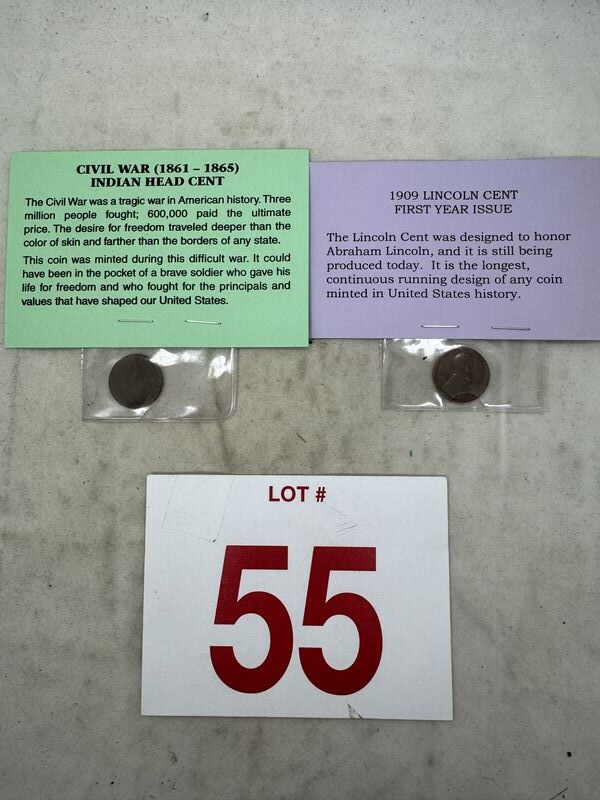 CIVIL WAR (1861 – 1865)
INDIAN HEAD CENT
The Civil War was a tragic war in American history. Three
million people fought; 600,000 paid the ultimate
price. The desire for freedom traveled deeper than the
color of skin and farther than the borders of any state.
This coin was minted during this difficult war. It could
have been in the pocket of a brave soldier who gave his
life for freedom and who fought for the principals and
values that have shaped our United States.
1909 LINCOLN CENT
FIRST YEAR ISSUE
The Lincoln Cent was designed to honor
Abraham Lincoln, and it is still being
produced today. It is the longest,
continuous running design of any coin
minted in United States history.
LOT #
55